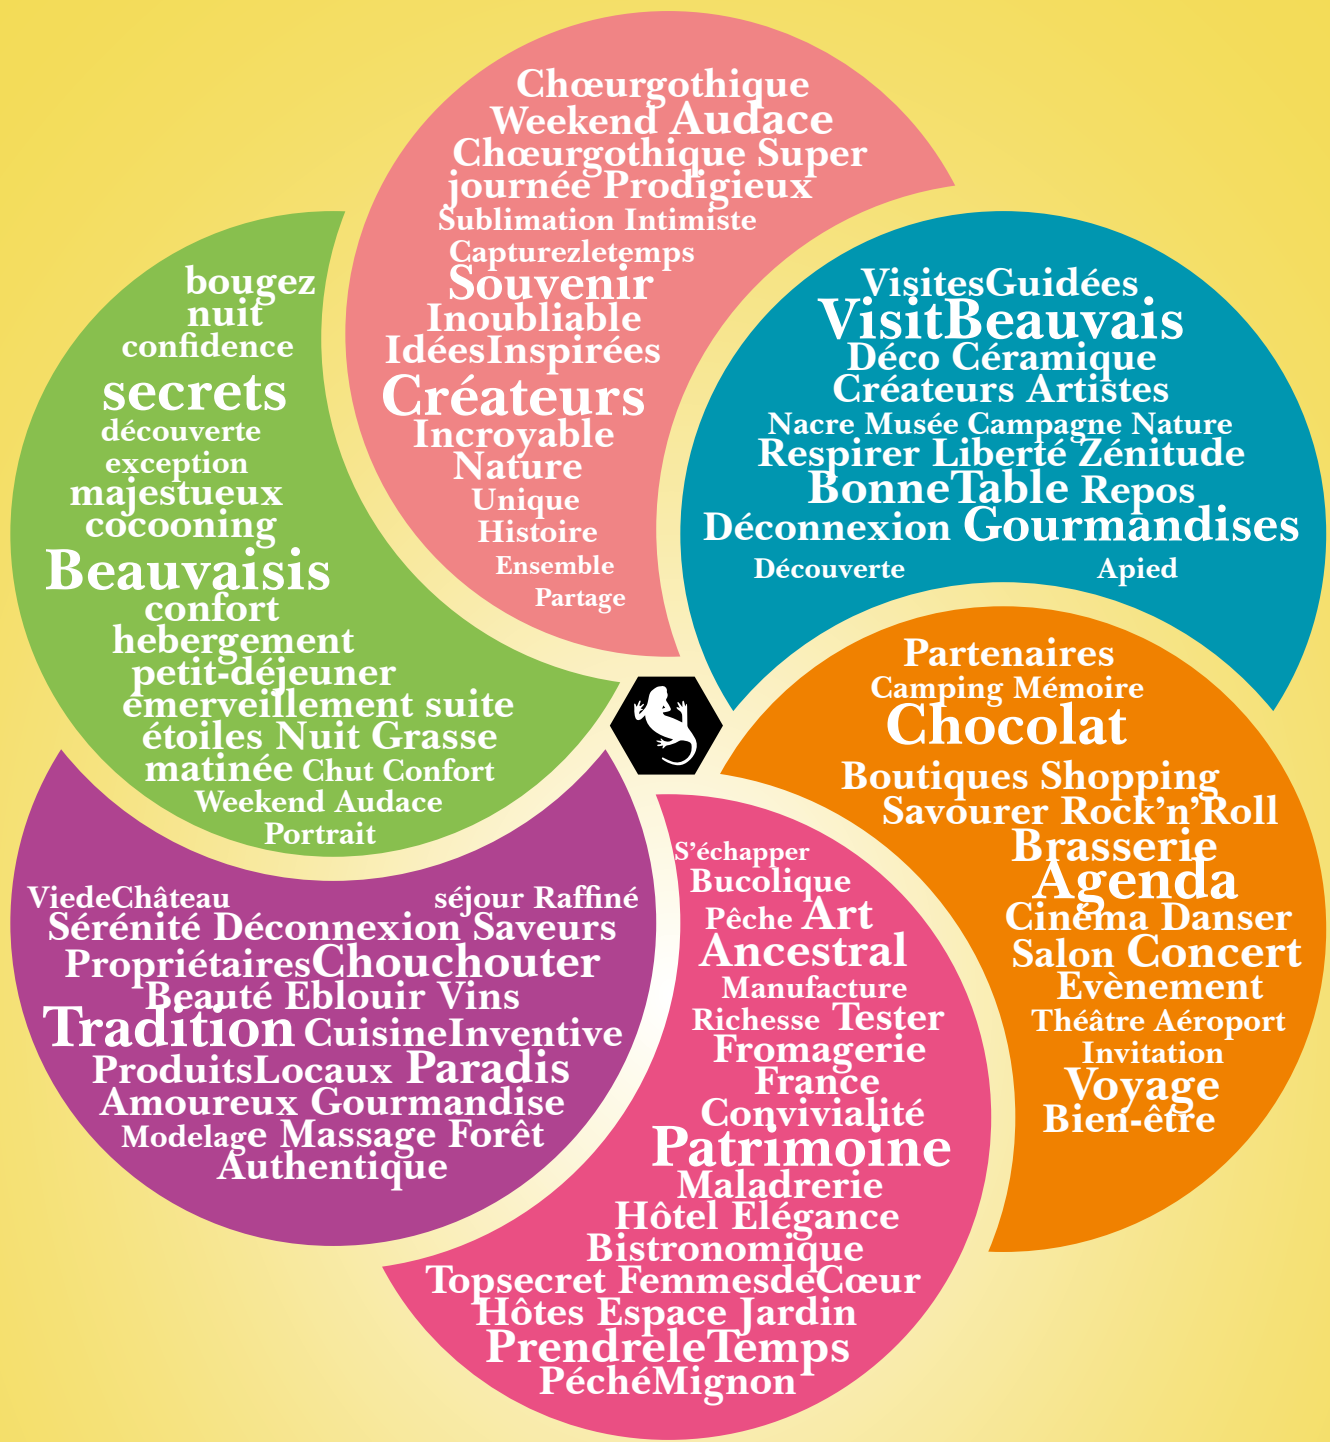 Chœurgothique
Weekend Audace
Chœurgothique Super
journée Prodigieux
Sublimation Intimiste
Capturezletemps
Souvenir
Inoubliable
IdéesInspirées
Créateurs
Incroyable
Nature
Unique
Histoire
Ensemble
Partage
VisitesGuidées
VisitBeauvais
Déco Céramique
Créateurs Artistes
Nacre Musée Campagne Nature
Respirer Liberté Zénitude
BonneTable Repos
Déconnexion Gourmandises
Découverte Apied
Partenaires
Camping Mémoire
Chocolat
Boutiques Shopping
Savourer Rock’n’Roll
Brasserie
Agenda
Cinéma Danser
Salon Concert
Evènement
Théâtre Aéroport
Invitation
Voyage
Bien-être
S’échapper
Bucolique
Pêche Art
Ancestral
Manufacture
Richesse Tester
Fromagerie
France
Convivialité
Patrimoine
Maladrerie
Hôtel Elégance
Bistronomique
Topsecret FemmesdeCœur
Hôtes Espace Jardin
PrendreleTemps
PéchéMignon
ViedeChâteau séjour Raffiné
Sérénité Déconnexion Saveurs
PropriétairesChouchouter
Beauté Eblouir Vins
Tradition CuisineInventive
ProduitsLocaux Paradis
Amoureux Gourmandise
Modelage Massage Forêt
Authentique
bougez
nuit
confidence
secrets
découverte
exception
majestueux
cocooning
Beauvaisis
confort
hebergement
petit-déjeuner
émerveillement suite
étoiles Nuit Grasse
matinée Chut Confort
Weekend Audace
Portrait